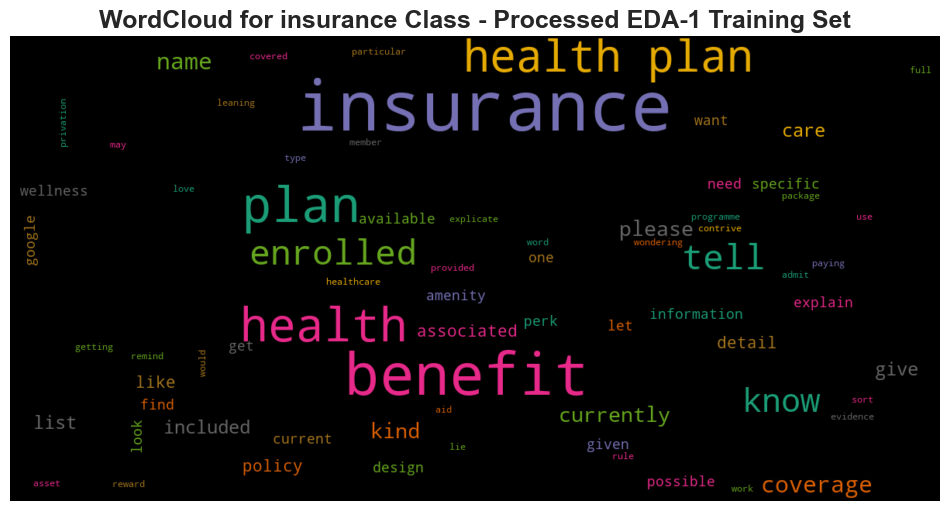 WordCloud for insurance Class - Processed EDA-1 Training Set
name covered particular health plan full
privation leaning insurance want care
may member
type
wellness love need specific
package
google plan available explicate please programme use
contrive
enrolled word wondering tell
one paying
provided
healthcare admit
amenity explain
health associated perk let information
getting remind would get detail
like benefit give
find know sort
list look included aid currently evidence
kind
current lie given
policy design rule
asset reward possible work coverage